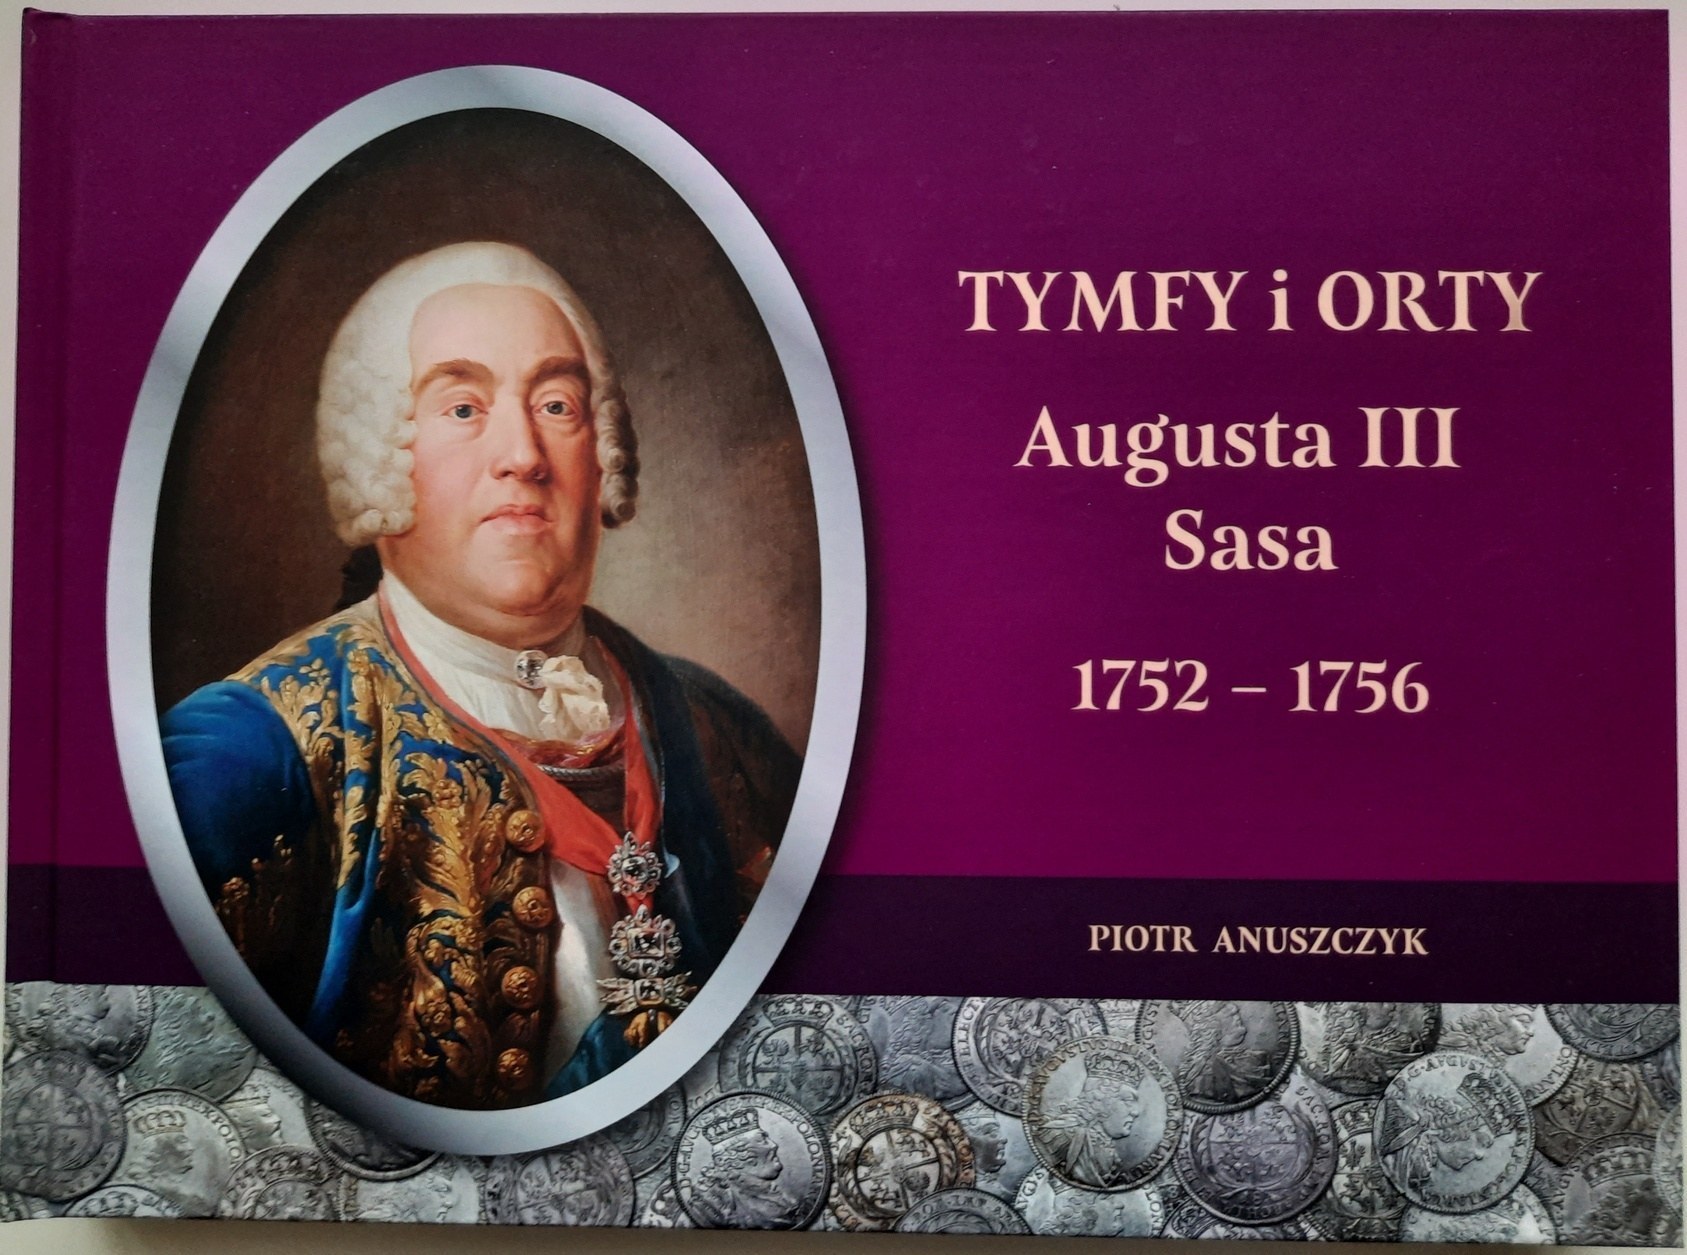 TYMFY i ORTY
Augusta III
Sasa
1752 – 1756
PIOTR ANUSZCZYK